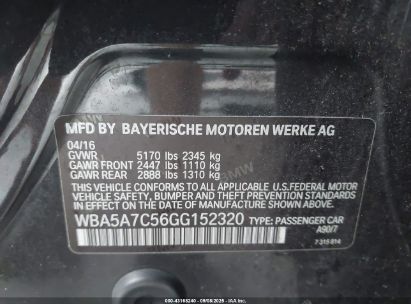 MFD BY BAYERISCHE MOTOREN WERKE AG
04/16
GVWR 5170 lbs 2345 kg
GAWR FRONT 2447 lbs 1110 kg
GAWR REAR 2888 lbs 1310 kg
THIS VEHICLE CONFORMS TO ALL APPLICABLE U.S.FEDERAL MOTOR
VEHICLE SAFETY, BUMPER AND THEFT PREVENTION STANDARDS
IN EFFECT ON THE DATE OF MANUFACTURE SHOWN ABOVE.
WBA5A7C56GG152320 TYPE: PASSENGER CAR
A90/7
7 315 814